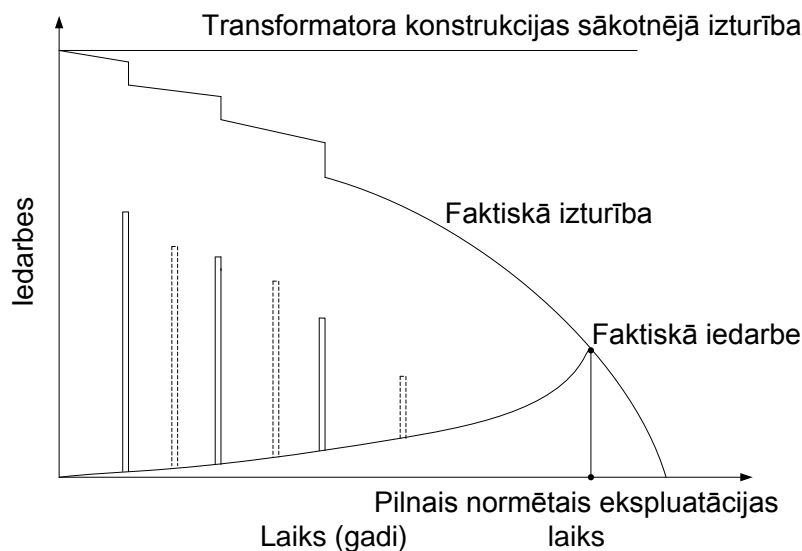 Transformatora konstrukcijas sākotnējā izturība
Iedarbes
Faktiskā izturība
Faktiskā iedarbe
Pilnais normētais ekspluatācijas
laiks
Laiks (gadi)